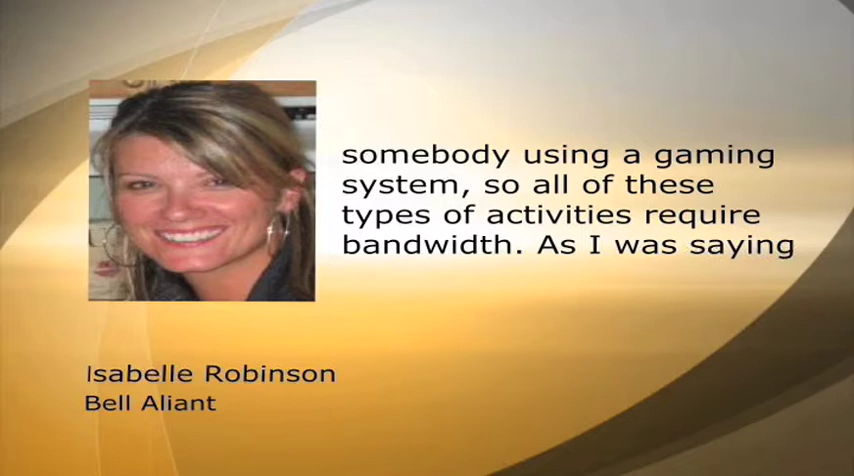 somebody using a gaming
system, so all of these
types of activities require
bandwidth. As I was saying
Isabelle Robinson
Bell Aliant